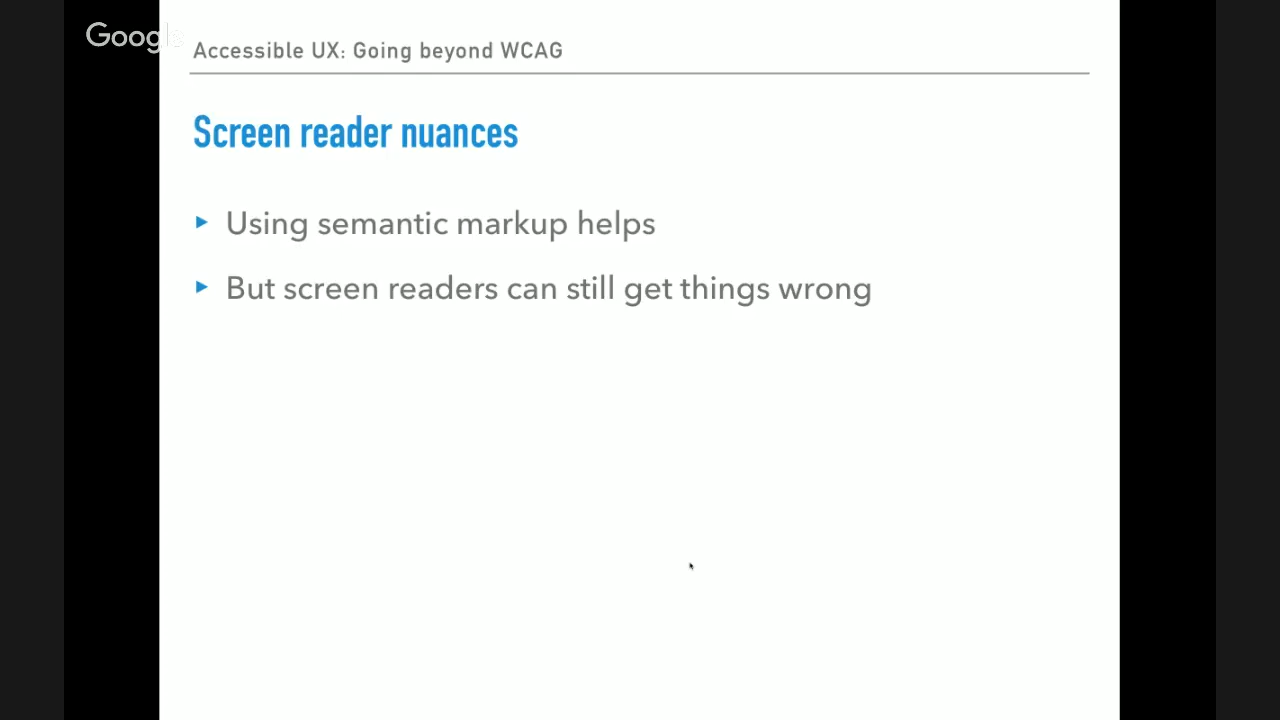 Google
Accessible UX: Going beyond WCAG
Screen reader nuances
Using semantic markup helps
But screen readers can still get things wrong